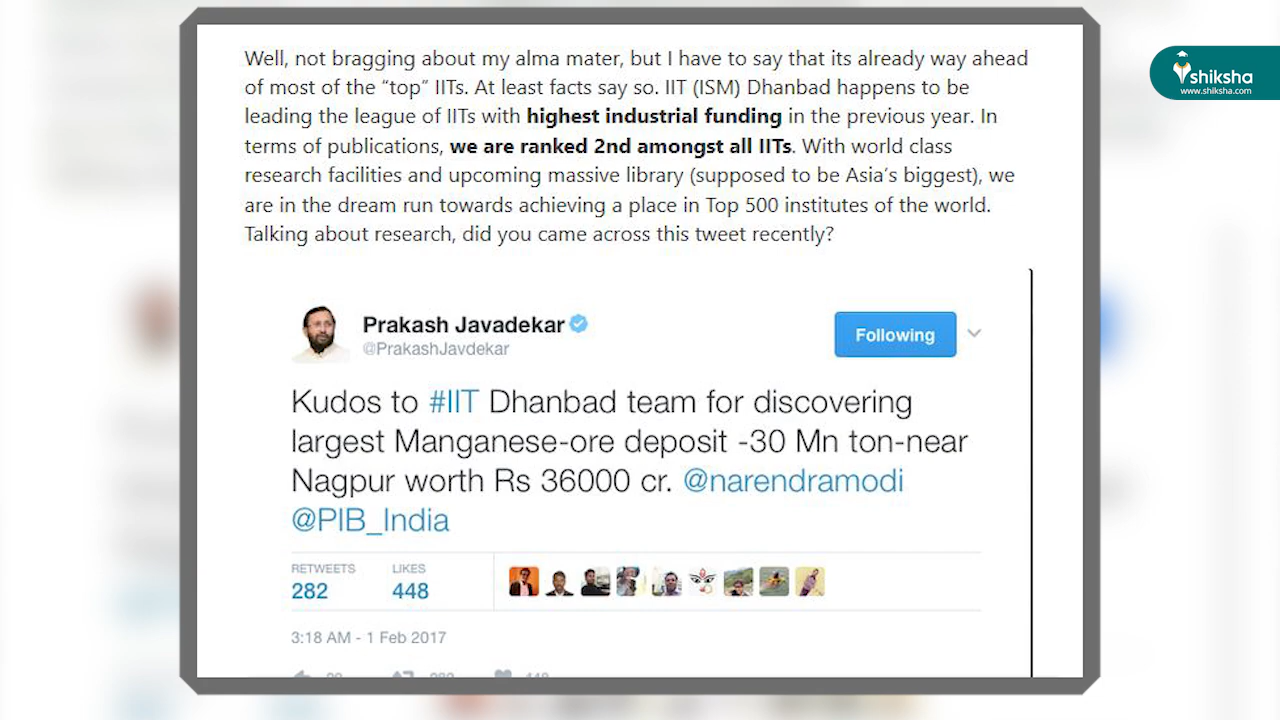 shiksha
www.shiksha.com
Well, not bragging about my alma mater, but I have to say that its already way ahead
of most of the “top” IITs. At least facts say so. IIT (ISM) Dhanbad happens to be
leading the league of IITs with highest industrial funding in the previous year. In
terms of publications, we are ranked 2nd amongst all IITs. With world class
research facilities and upcoming massive library (supposed to be Asia’s biggest), we
are in the dream run towards achieving a place in Top 500 institutes of the world.
Talking about research, did you came across this tweet recently?
Prakash Javadekar
@PrakashJavdekar
Following
Kudos to #IIT Dhanbad team for discovering
largest Manganese-ore deposit -30 Mn ton-near
Nagpur worth Rs 36000 cr. @narendramodi
@PIB_India
RETWEETS LIKES
282 448
3:18 AM - 1 Feb 2017